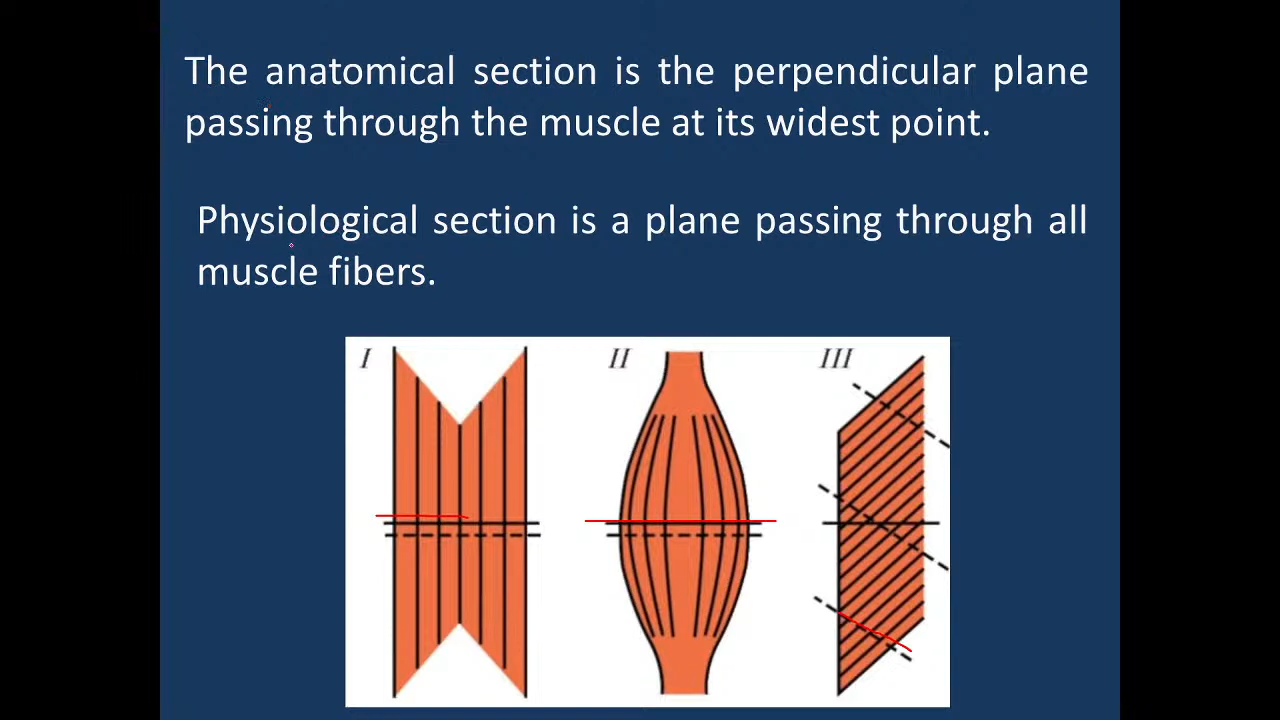 The anatomical section is the perpendicular plane
passing through the muscle at its widest point.
Physiological section is a plane passing through all
muscle fibers.
I II III